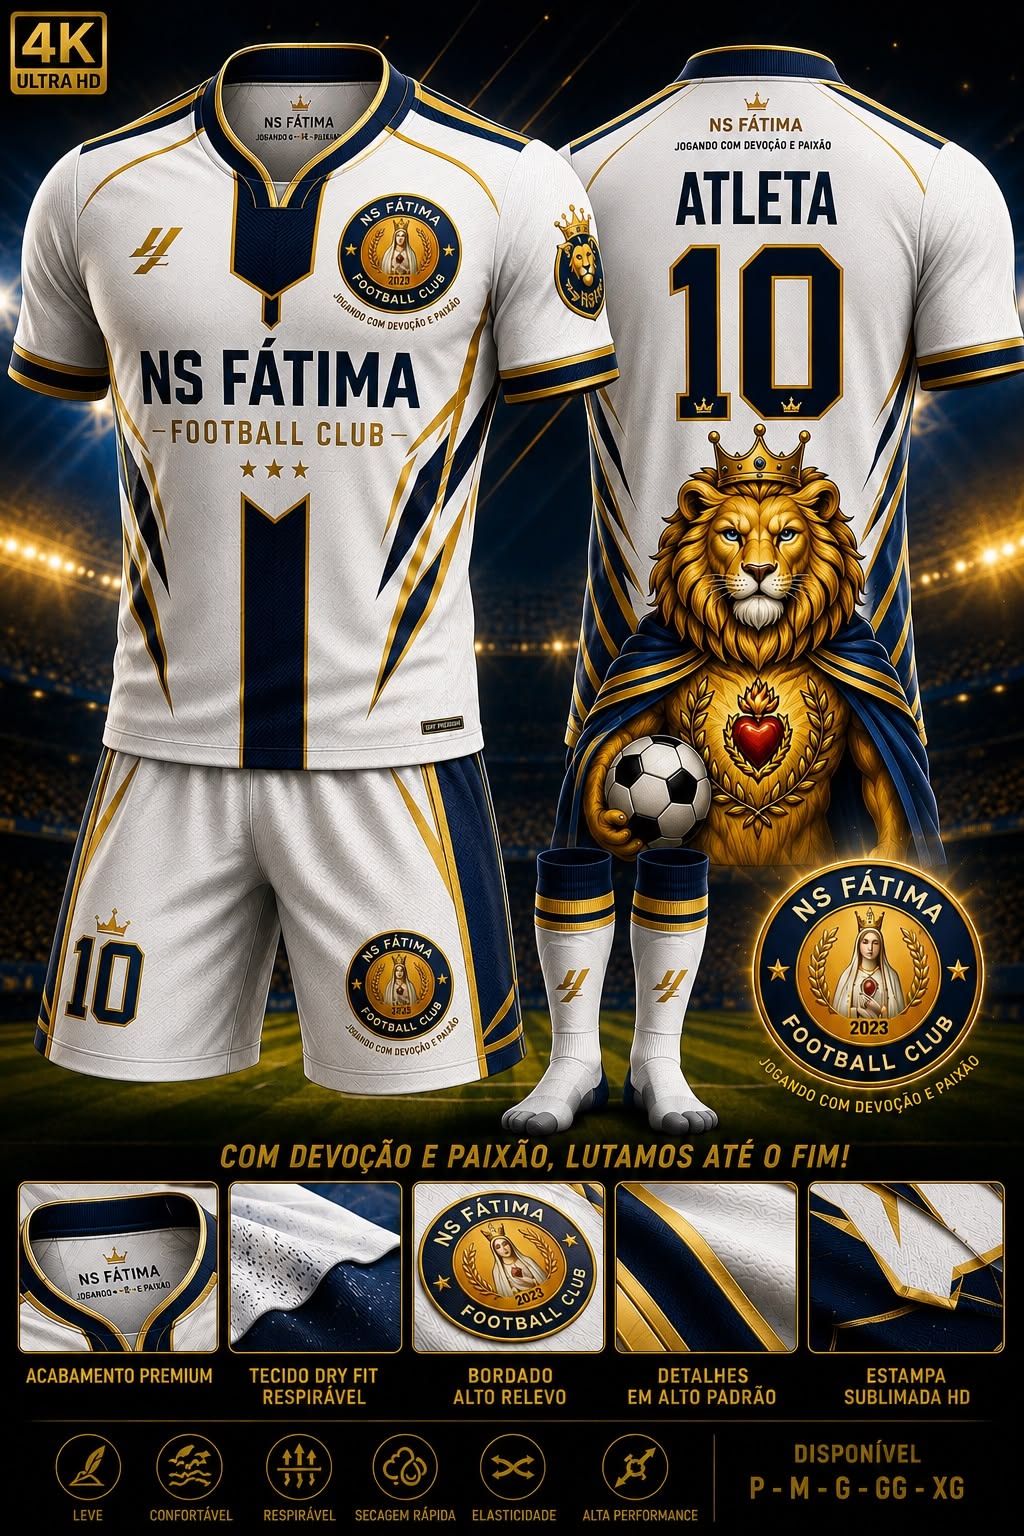 4K
ULTRA HD
NS FÁTIMA
NS FÁTIMA
FOOTBALL CLUB
2023
JOGANDO COM DEVOÇÃO E PAIXÃO
NS FÁTIMA
FOOTBALL CLUB
NS FÁTIMA
JOGANDO COM DEVOÇÃO E PAIXÃO
ATLETA
10
10
NS FÁTIMA
FOOTBALL CLUB
JOGANDO COM DEVOÇÃO E PAIXÃO
NS FÁTIMA
2023
FOOTBALL CLUB
JOGANDO COM DEVOÇÃO E PAIXÃO
COM DEVOÇÃO E PAIXÃO, LUTAMOS ATÉ O FIM!
NS FÁTIMA
NS FÁTIMA
2023
FOOTBALL CLUB
ACABAMENTO PREMIUM
TECIDO DRY FIT
RESPIRÁVEL
BORDADO
ALTO RELEVO
DETALHES
EM ALTO PADRÃO
ESTAMPA
SUBLIMADA HD
LEVE
CONFORTÁVEL
RESPIRÁVEL
SECAGEM RÁPIDA
ELASTICIDADE
ALTA PERFORMANCE
DISPONÍVEL
P - M - G - GG - XG